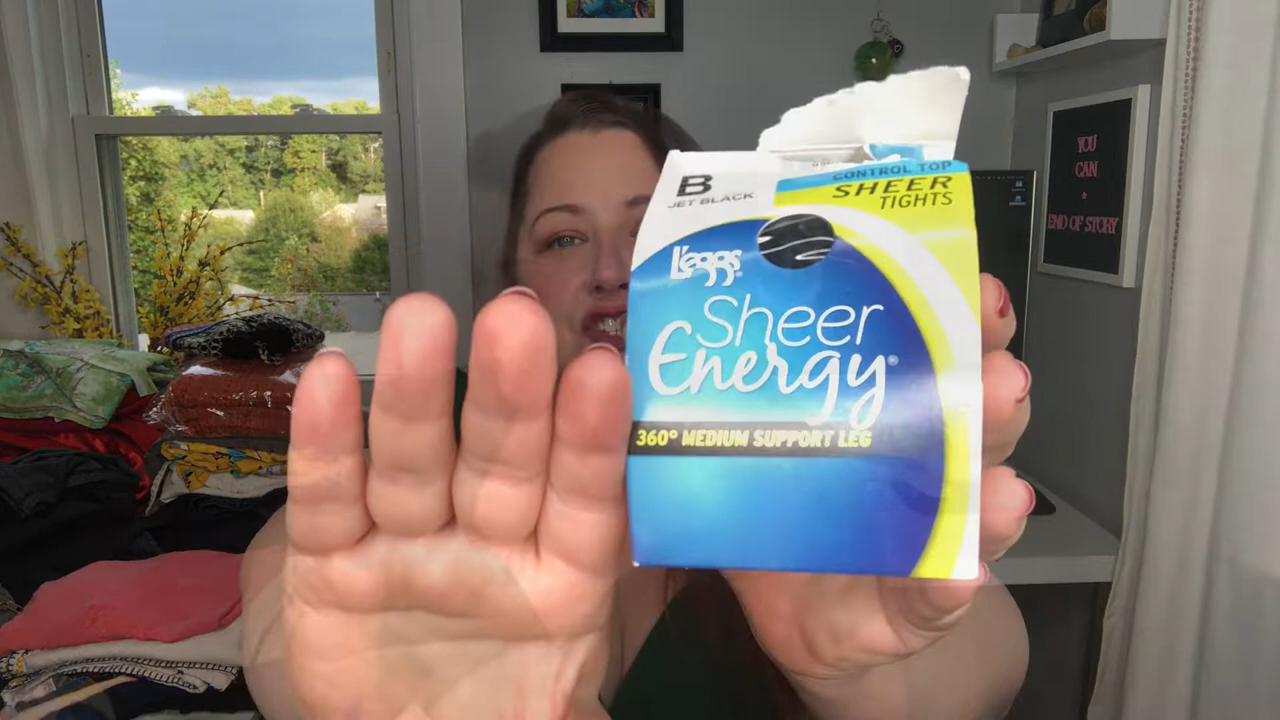 B
JET BLACK
CONTROL TOP
SHEER
TIGHTS
L'eggs®
Sheer
Energy®
360° MEDIUM SUPPORT LEG
YOU
CAN
END OF STORY